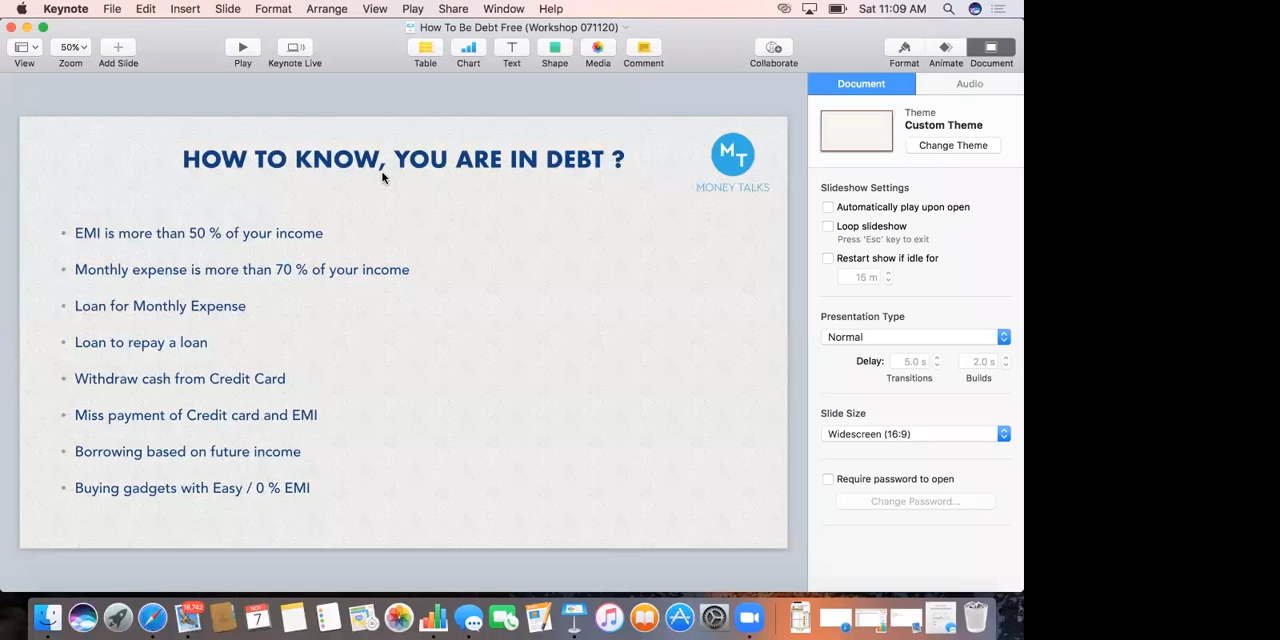 Keynote File Edit Insert Slide Format Arrange View Play Share Window Help Sat 11:09 AM
How To Be Debt Free (Workshop 071120)
50%
View Zoom Add Slide Play Keynote Live Table Chart Text Shape Media Comment Collaborate Format Animate Document
Document Audio
Theme
Custom Theme
Change Theme
HOW TO KNOW, YOU ARE IN DEBT ?
MT
MONEY TALKS
• EMI is more than 50 % of your income
• Monthly expense is more than 70 % of your income
• Loan for Monthly Expense
• Loan to repay a loan
• Withdraw cash from Credit Card
• Miss payment of Credit card and EMI
• Borrowing based on future income
• Buying gadgets with Easy / 0 % EMI
Slideshow Settings
Automatically play upon open
Loop slideshow
Press 'Esc' key to exit
Restart show if idle for
15 m
Presentation Type
Normal
Delay: 5.0 s 2.0 s
Transitions Builds
Slide Size
Widescreen (16:9)
Require password to open
Change Password...
18,742
NOV
7